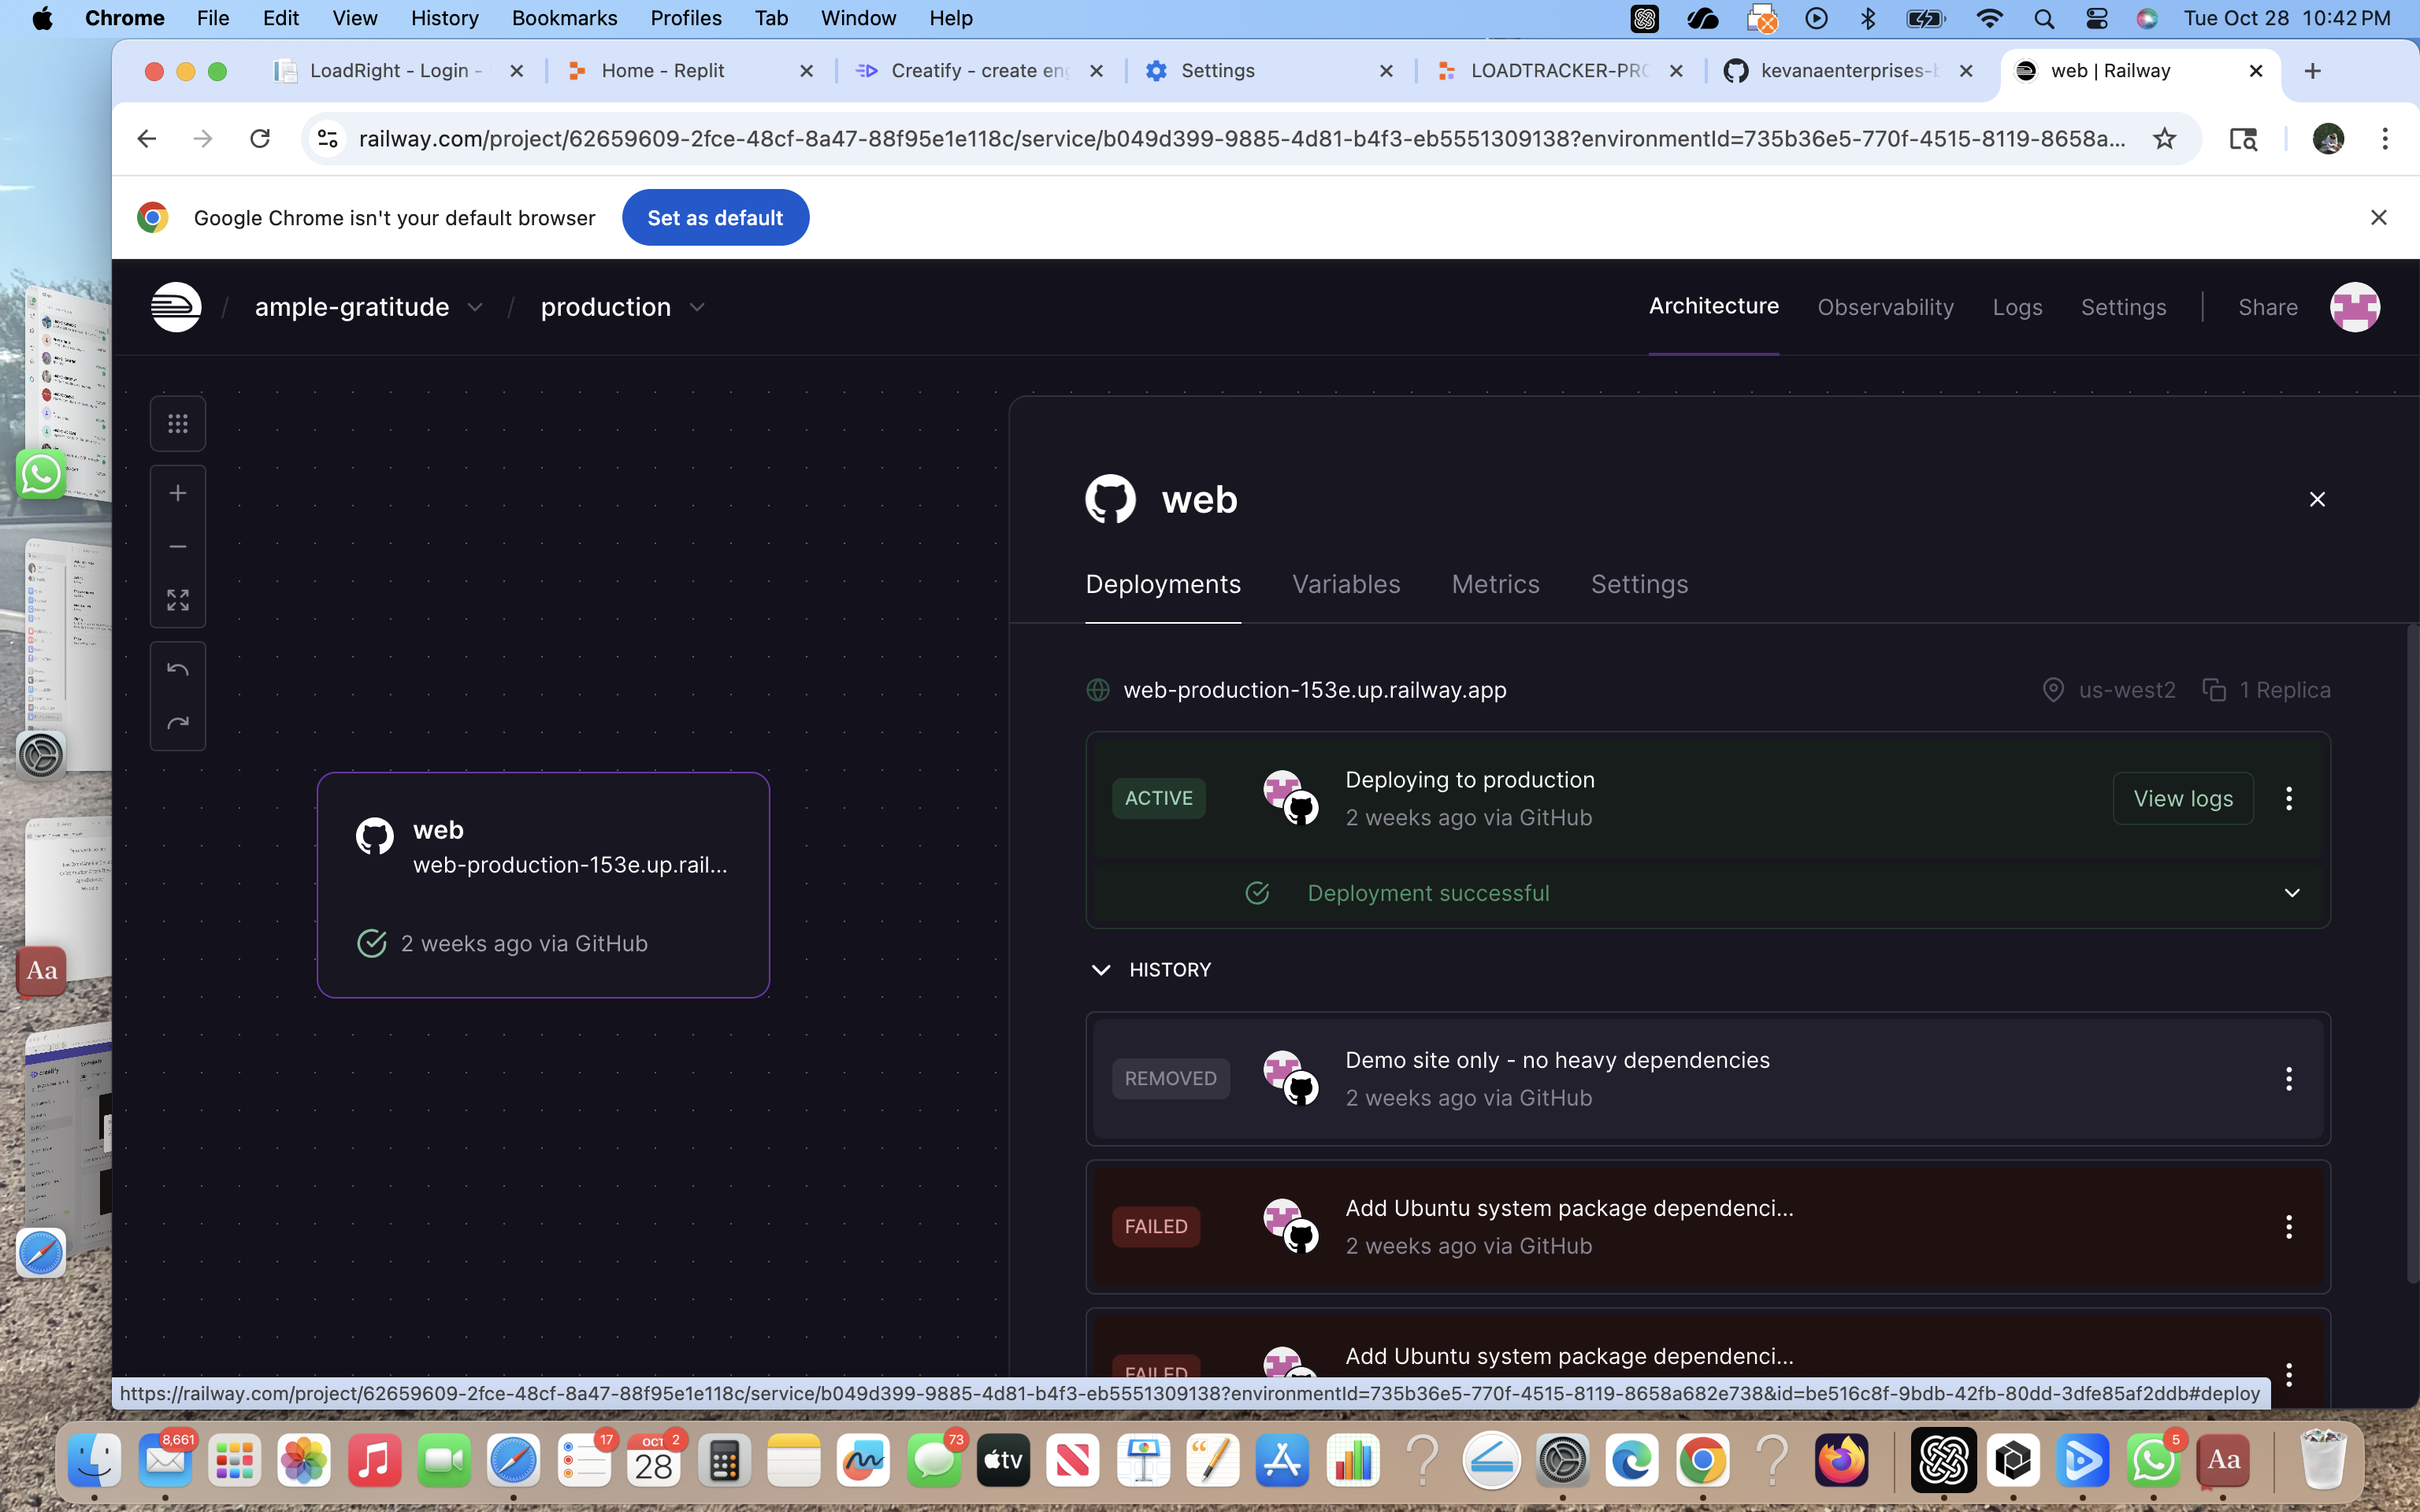 Chrome File Edit View History Bookmarks Profiles Tab Window Help Tue Oct 28 10:42 PM
LoadRight - Login - Home - Replit Creatify - create eng Settings LOADTRACKER-PRO kevanaenterprises-b web | Railway
railway.com/project/62659609-2fce-48cf-8a47-88f95e1e118c/service/b049d399-9885-4d81-b4f3-eb5551309138?environmentId=735b36e5-770f-4515-8119-8658a...
Google Chrome isn't your default browser Set as default
/ ample-gratitude / production Architecture Observability Logs Settings | Share
web
Deployments Variables Metrics Settings
web-production-153e.up.railway.app us-west2 1 Replica
ACTIVE Deploying to production View logs
2 weeks ago via GitHub
Deployment successful
web
web-production-153e.up.rail...
2 weeks ago via GitHub
HISTORY
REMOVED Demo site only - no heavy dependencies
2 weeks ago via GitHub
FAILED Add Ubuntu system package dependenci...
2 weeks ago via GitHub
FAILED Add Ubuntu system package dependenci...
https://railway.com/project/62659609-2fce-48cf-8a47-88f95e1e118c/service/b049d399-9885-4d81-b4f3-eb5551309138?environmentId=735b36e5-770f-4515-8119-8658a682e738&id=be516c8f-9bdb-42fb-80dd-3dfe85af2ddb#deploy
Aa
8,661 17 OCT 2 28 73 tv 5 Aa